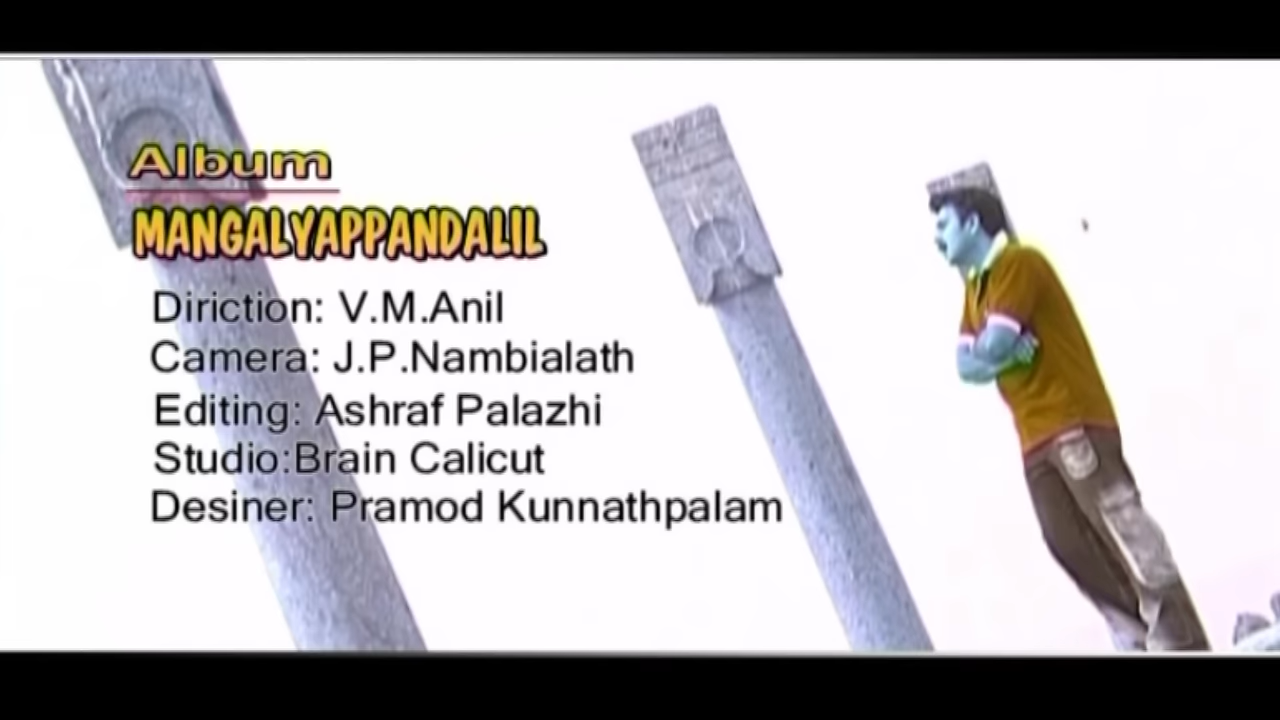 Album
MANGALYAPPANDALIL
Diriction: V.M.Anil
Camera: J.P.Nambialath
Editing: Ashraf Palazhi
Studio:Brain Calicut
Desiner: Pramod Kunnathpalam